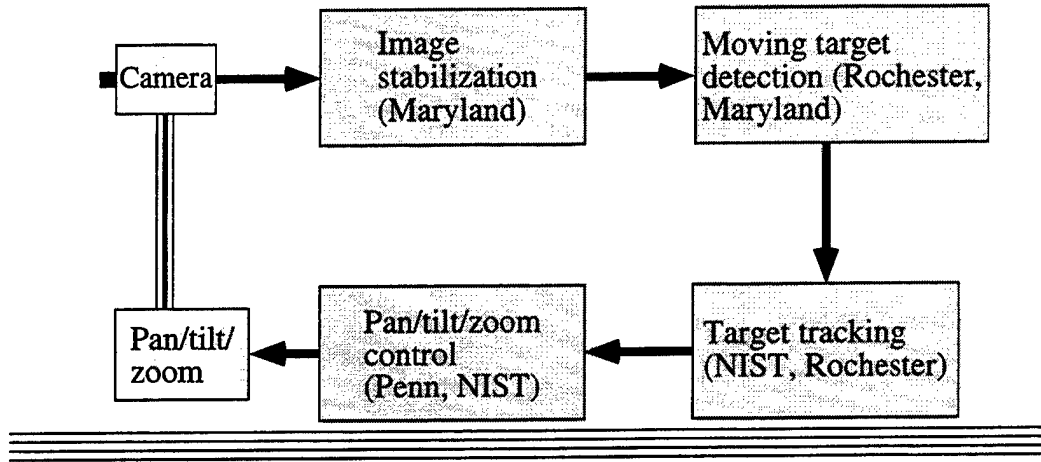 Camera
Image
stabilization
(Maryland)
Moving target
detection (Rochester,
Maryland)
Target tracking
(NIST, Rochester)
Pan/tilt/zoom
control
(Penn, NIST)
Pan/tilt/
zoom